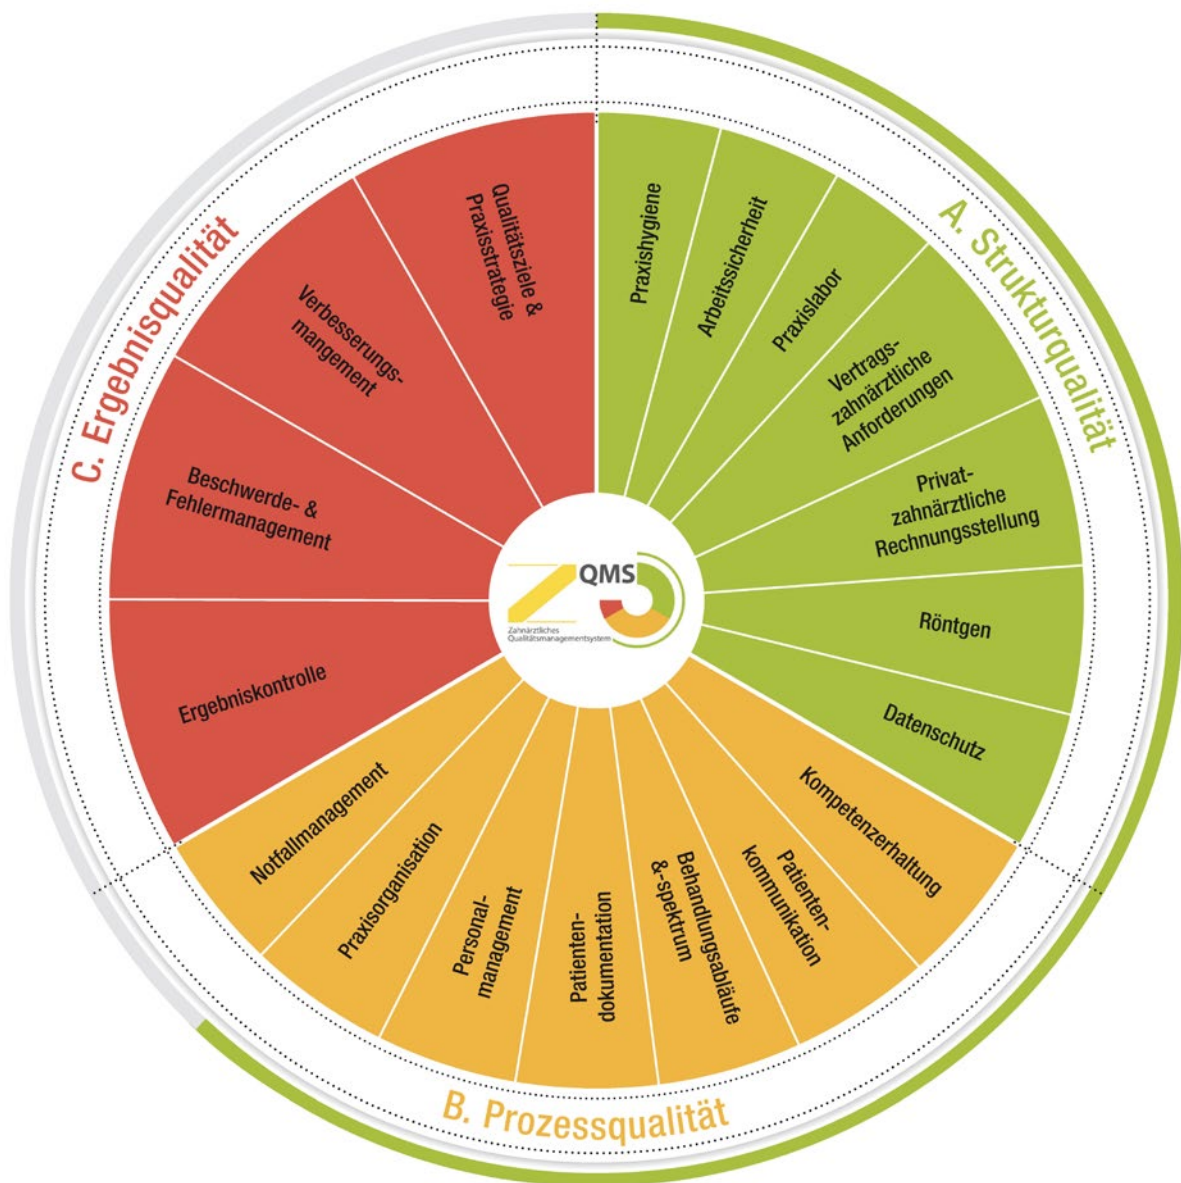 A. Strukturqualität
Praxishygiene
Arbeitssicherheit
Praxislabor
Vertrags-
zahnärztliche
Anforderungen
Privat-
zahnärztliche
Rechnungsstellung
Röntgen
Datenschutz
B. Prozessqualität
Kompetenzerhaltung
Patienten-
kommunikation
Behandlungsabläufe
&-spektrum
Patienten-
dokumentation
Personal-
management
Praxisorganisation
Notfallmanagement
C. Ergebnisqualität
Ergebniskontrolle
Beschwerde- &
Fehlermanagement
Verbesserungs-
mangement
Qualitätsziele &
Praxisstrategie
Z QMS
Zahnärztliches
Qualitätsmanagementsystem